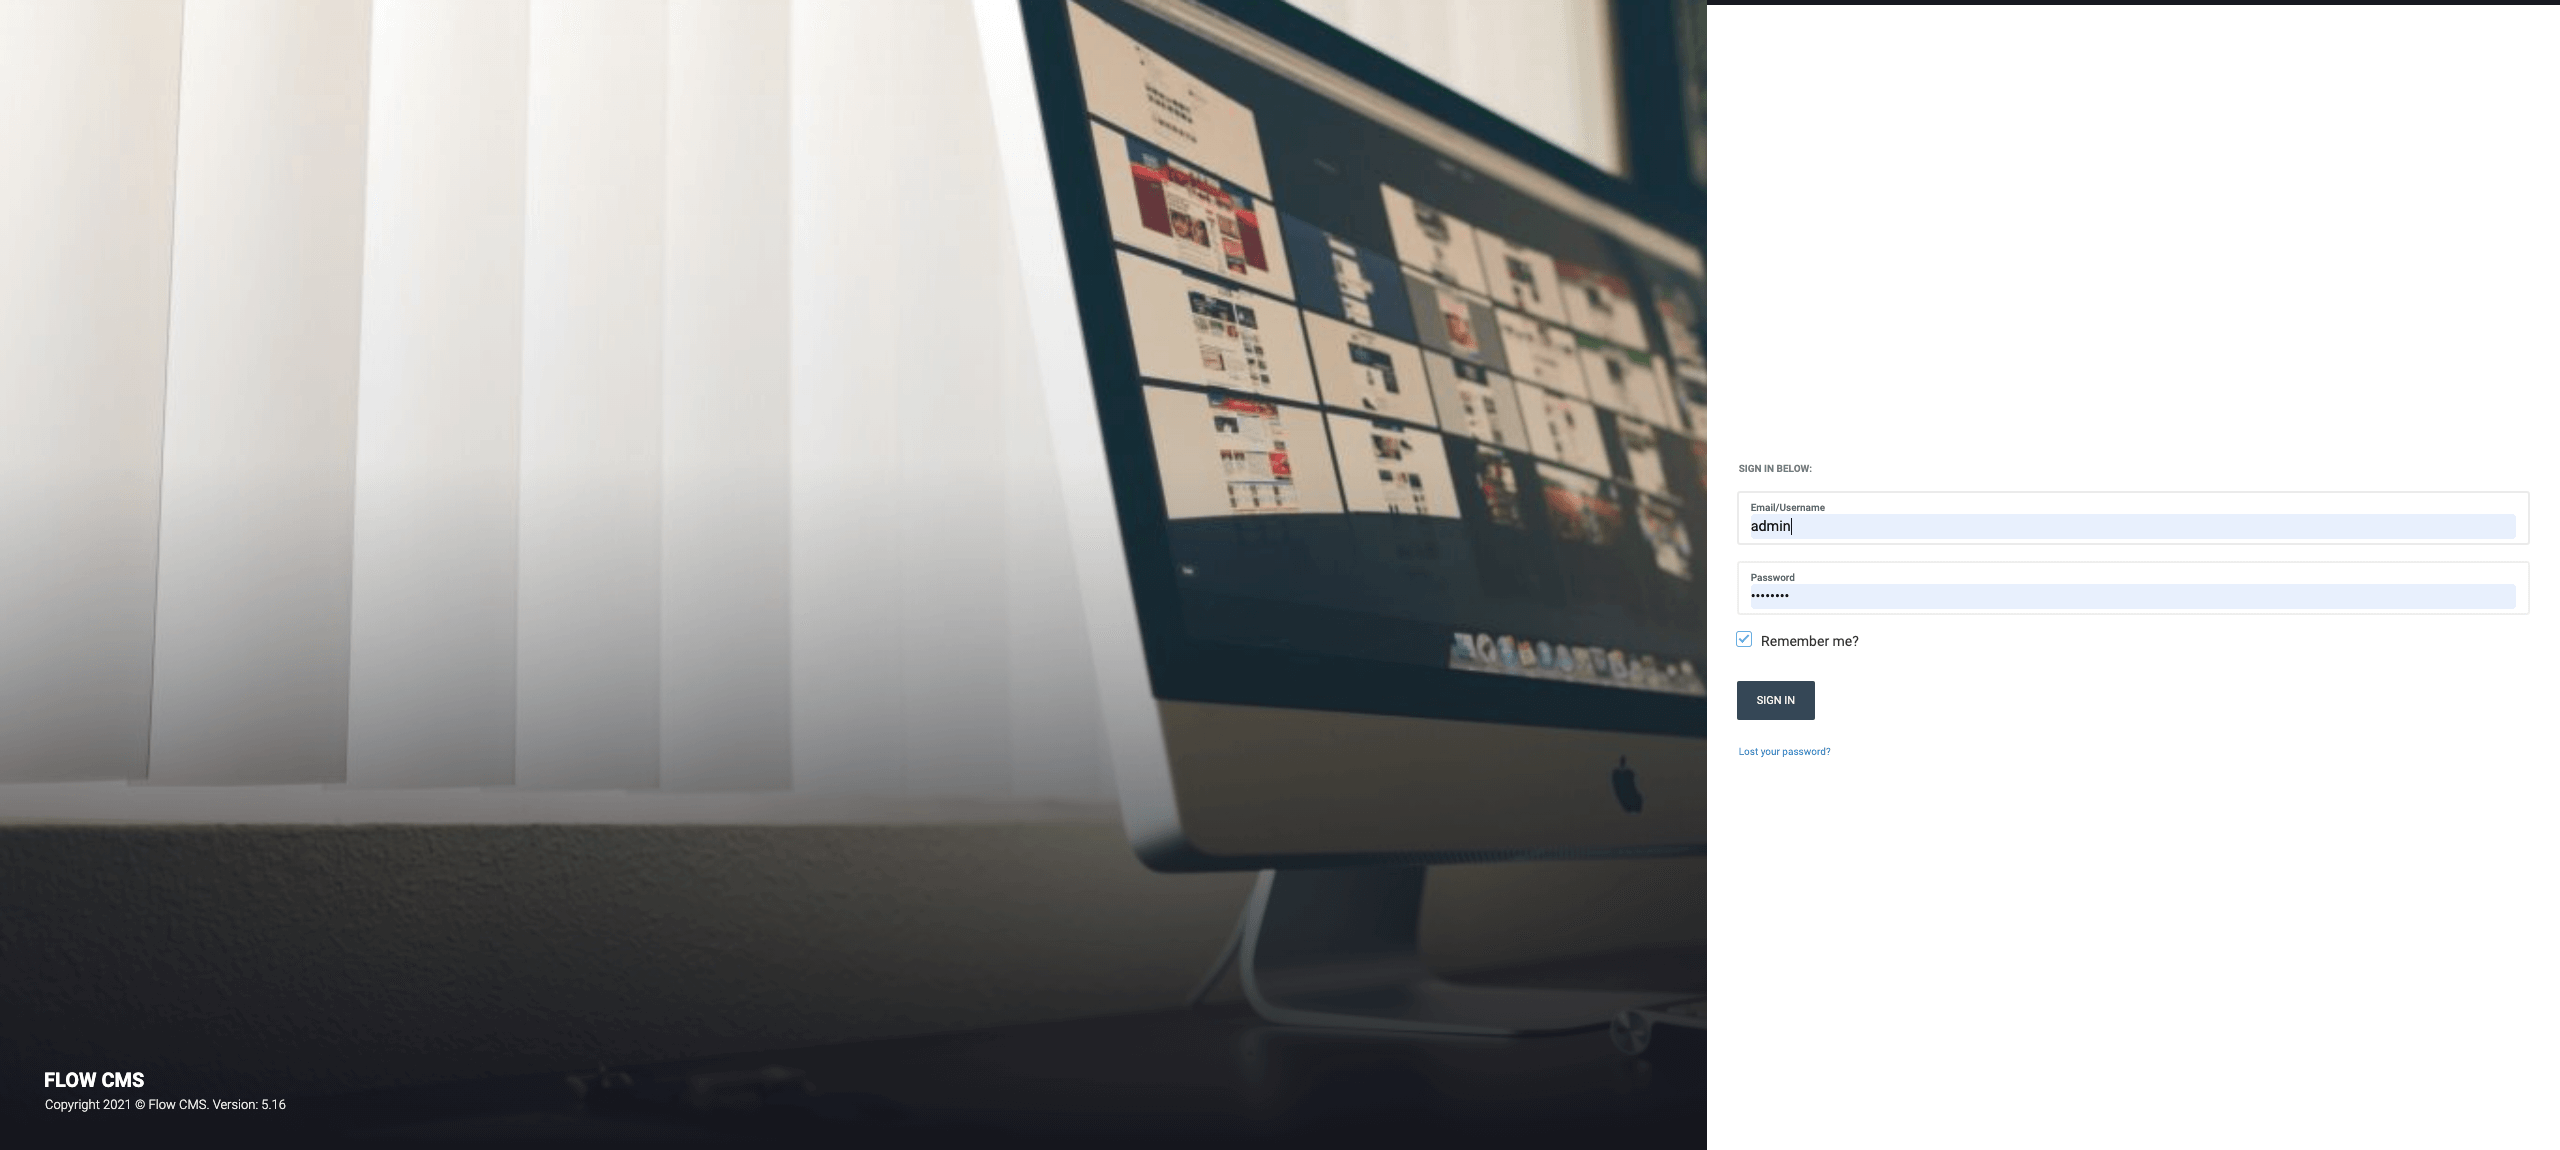 SIGN IN BELOW:
Email/Username
admin
Password
••••••••
Remember me?
SIGN IN
Lost your password?
FLOW CMS
Copyright 2021 © Flow CMS. Version: 5.16